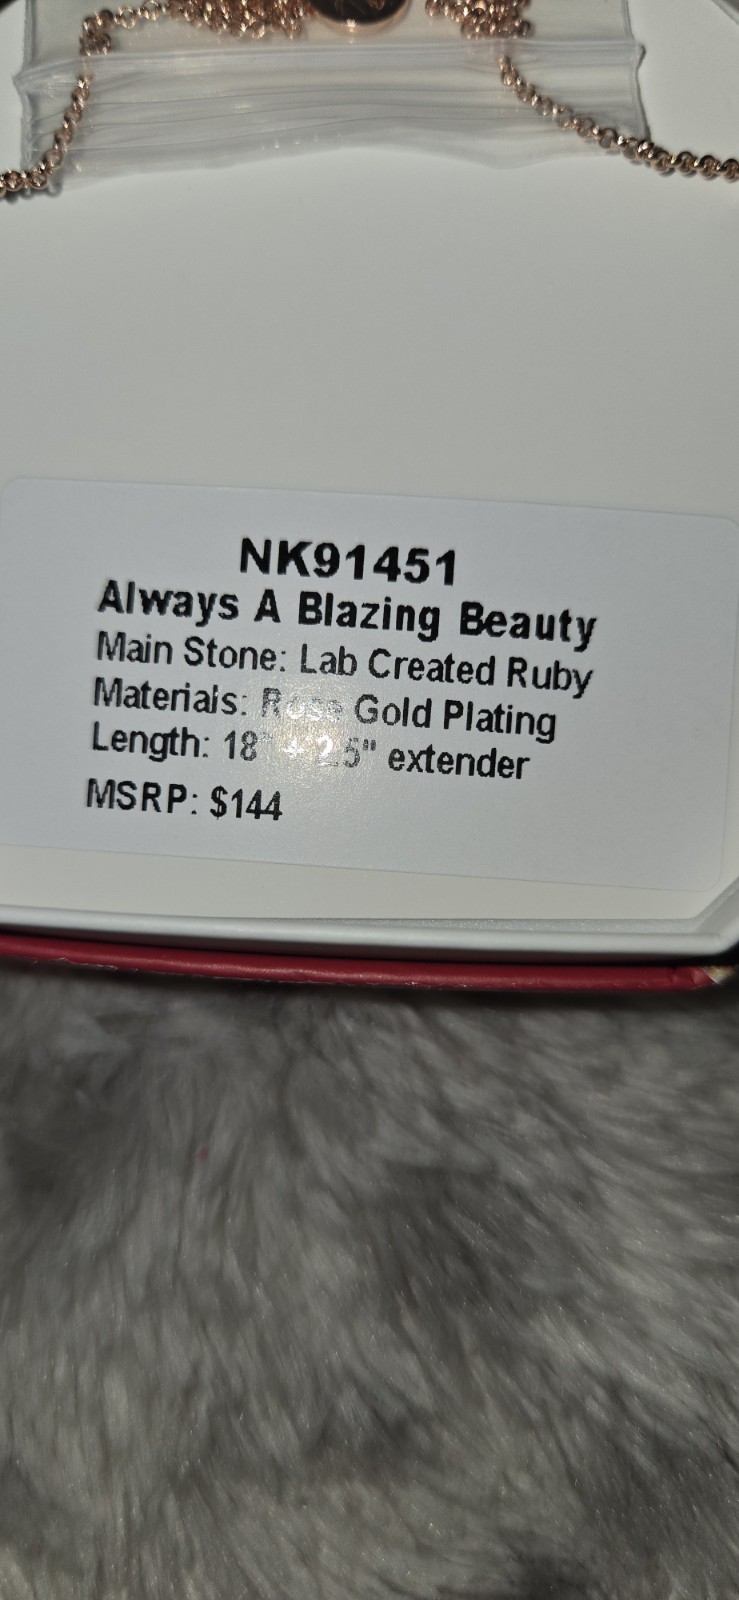 NK91451
Always A Blazing Beauty
Main Stone: Lab Created Ruby
Materials: Rose Gold Plating
Length: 18" + 2.5" extender
MSRP: $144